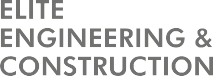 ELITE
ENGINEERING &
CONSTRUCTION